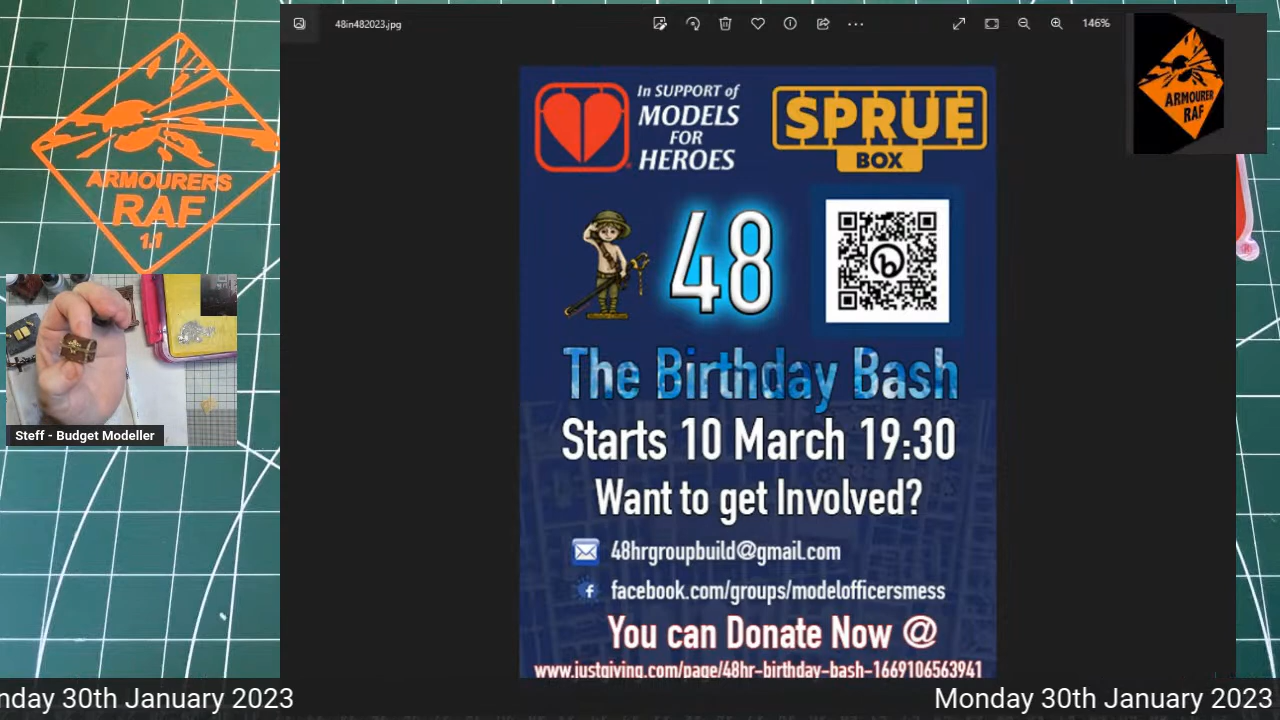 48in482023.jpg
146%
ARMOURERS
RAF
1.1
ARMOURER
RAF
In SUPPORT of
MODELS
FOR
HEROES
SPRUE
BOX
48
b
The Birthday Bash
Starts 10 March 19:30
Want to get Involved?
48hrgroupbuild@gmail.com
facebook.com/groups/modelofficersmess
You can Donate Now @
www.justgiving.com/page/48hr-birthday-bash-1669106563941
Steff - Budget Modeller
nday 30th January 2023
Monday 30th January 2023